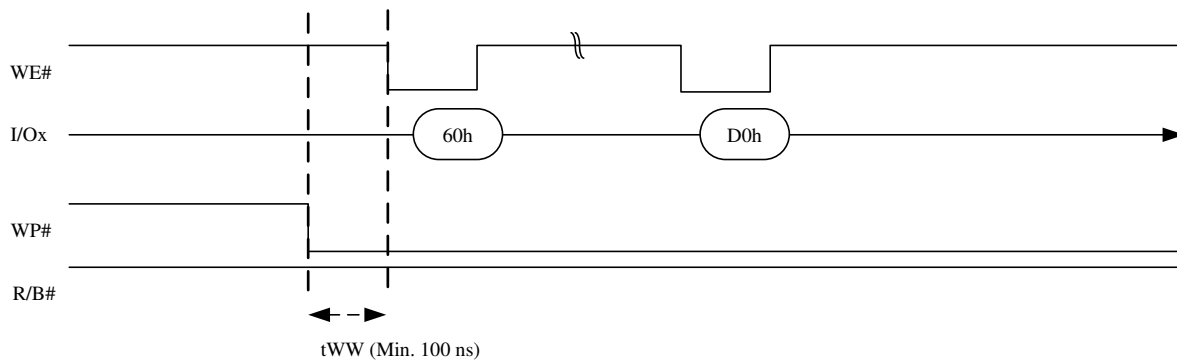 WE#
I/Ox
60h
D0h
WP#
R/B#
tWW (Min. 100 ns)